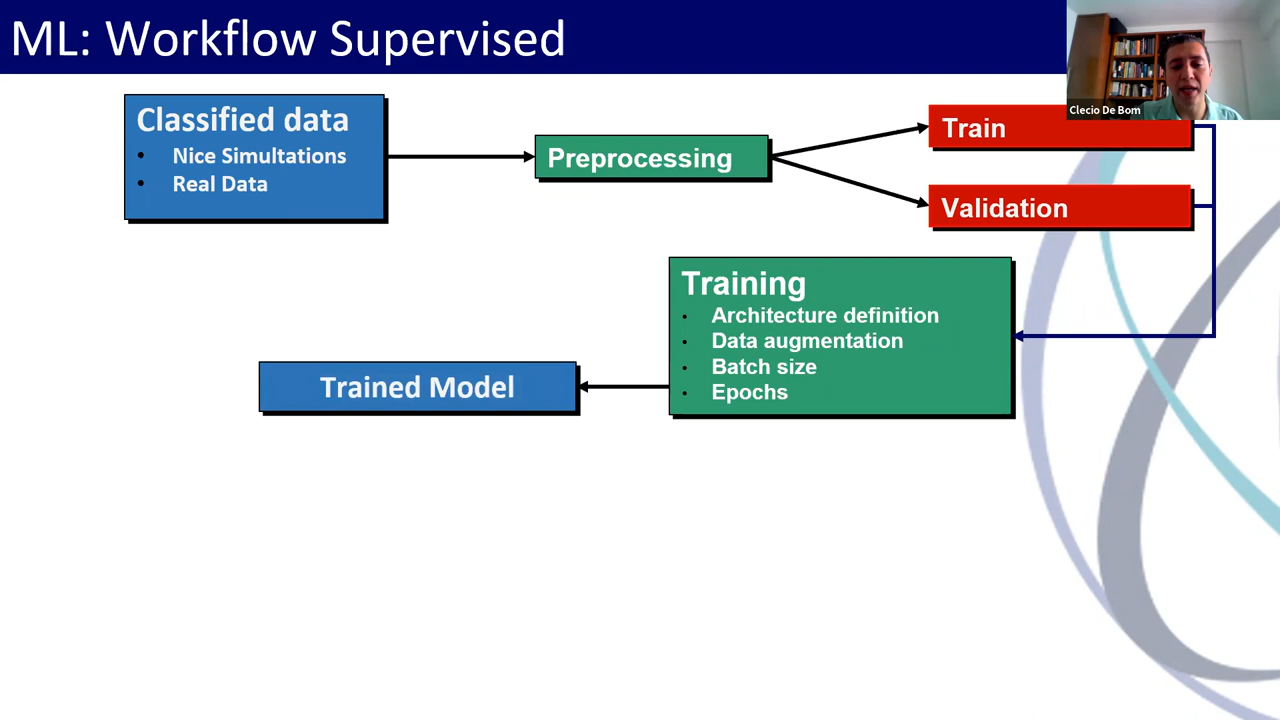 ML: Workflow Supervised
Clecio De Bom
Classified data
• Nice Simultations
• Real Data
Preprocessing
Train
Validation
Training
• Architecture definition
• Data augmentation
• Batch size
• Epochs
Trained Model